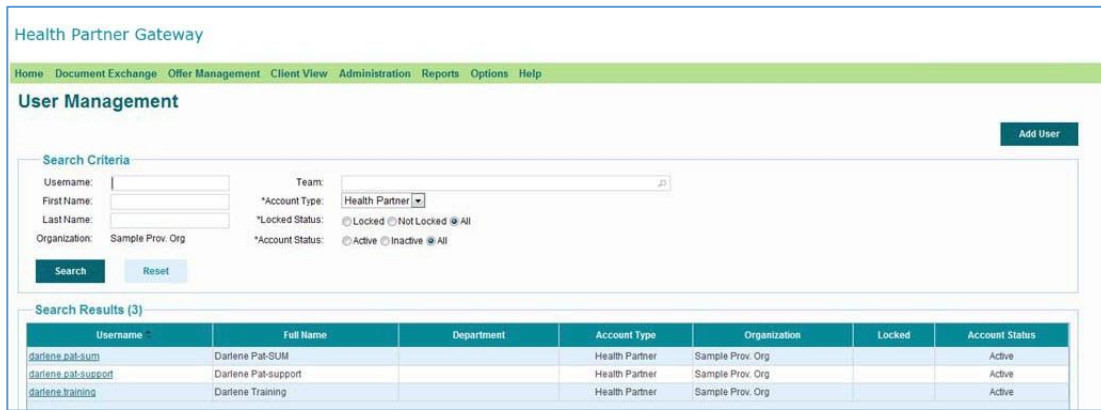 Health Partner Gateway
Home Document Exchange Offer Management Client View Administration Reports Options Help
User Management
Add User
Search Criteria
Username: Team:
First Name: *Account Type: Health Partner
Last Name: *Locked Status: Locked Not Locked All
Organization: Sample Prov. Org *Account Status: Active Inactive All
Search Reset
Search Results (3)
Username Full Name Department Account Type Organization Locked Account Status
darlene.pat-sum Darlene Pat-SUM Health Partner Sample Prov. Org Active
darlene.pat-support Darlene Pat-support Health Partner Sample Prov. Org Active
darlene.training Darlene Training Health Partner Sample Prov. Org Active